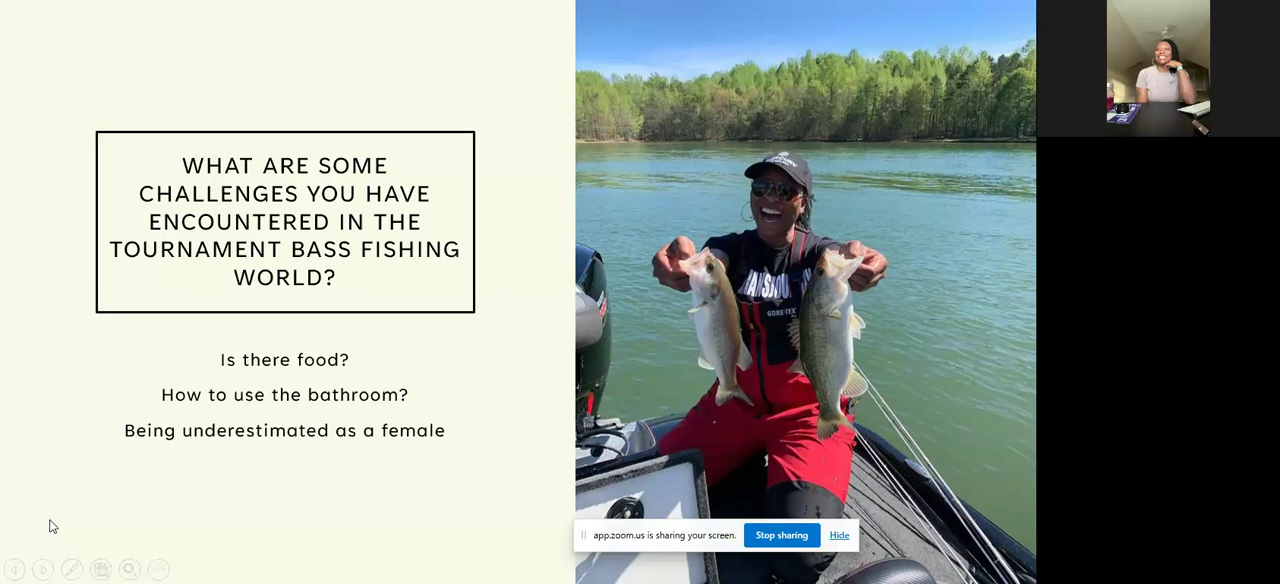 WHAT ARE SOME
CHALLENGES YOU HAVE
ENCOUNTERED IN THE
TOURNAMENT BASS FISHING
WORLD?
Is there food?
How to use the bathroom?
Being underestimated as a female
GORE-TEX
app.zoom.us is sharing your screen.
Stop sharing
Hide